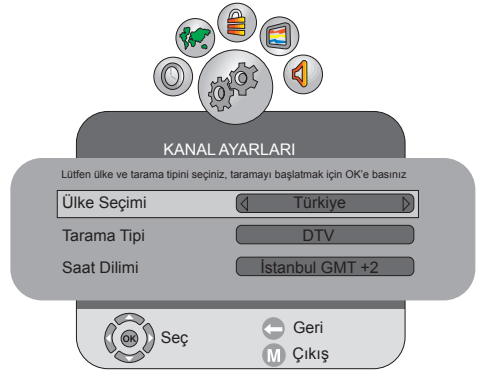 KANAL AYARLARI
Lütfen ülke ve tarama tipini seçiniz, taramayı başlatmak için OK'e basınız
Ülke Seçimi Türkiye
Tarama Tipi DTV
Saat Dilimi İstanbul GMT +2
OK Seç
Geri
M Çıkış